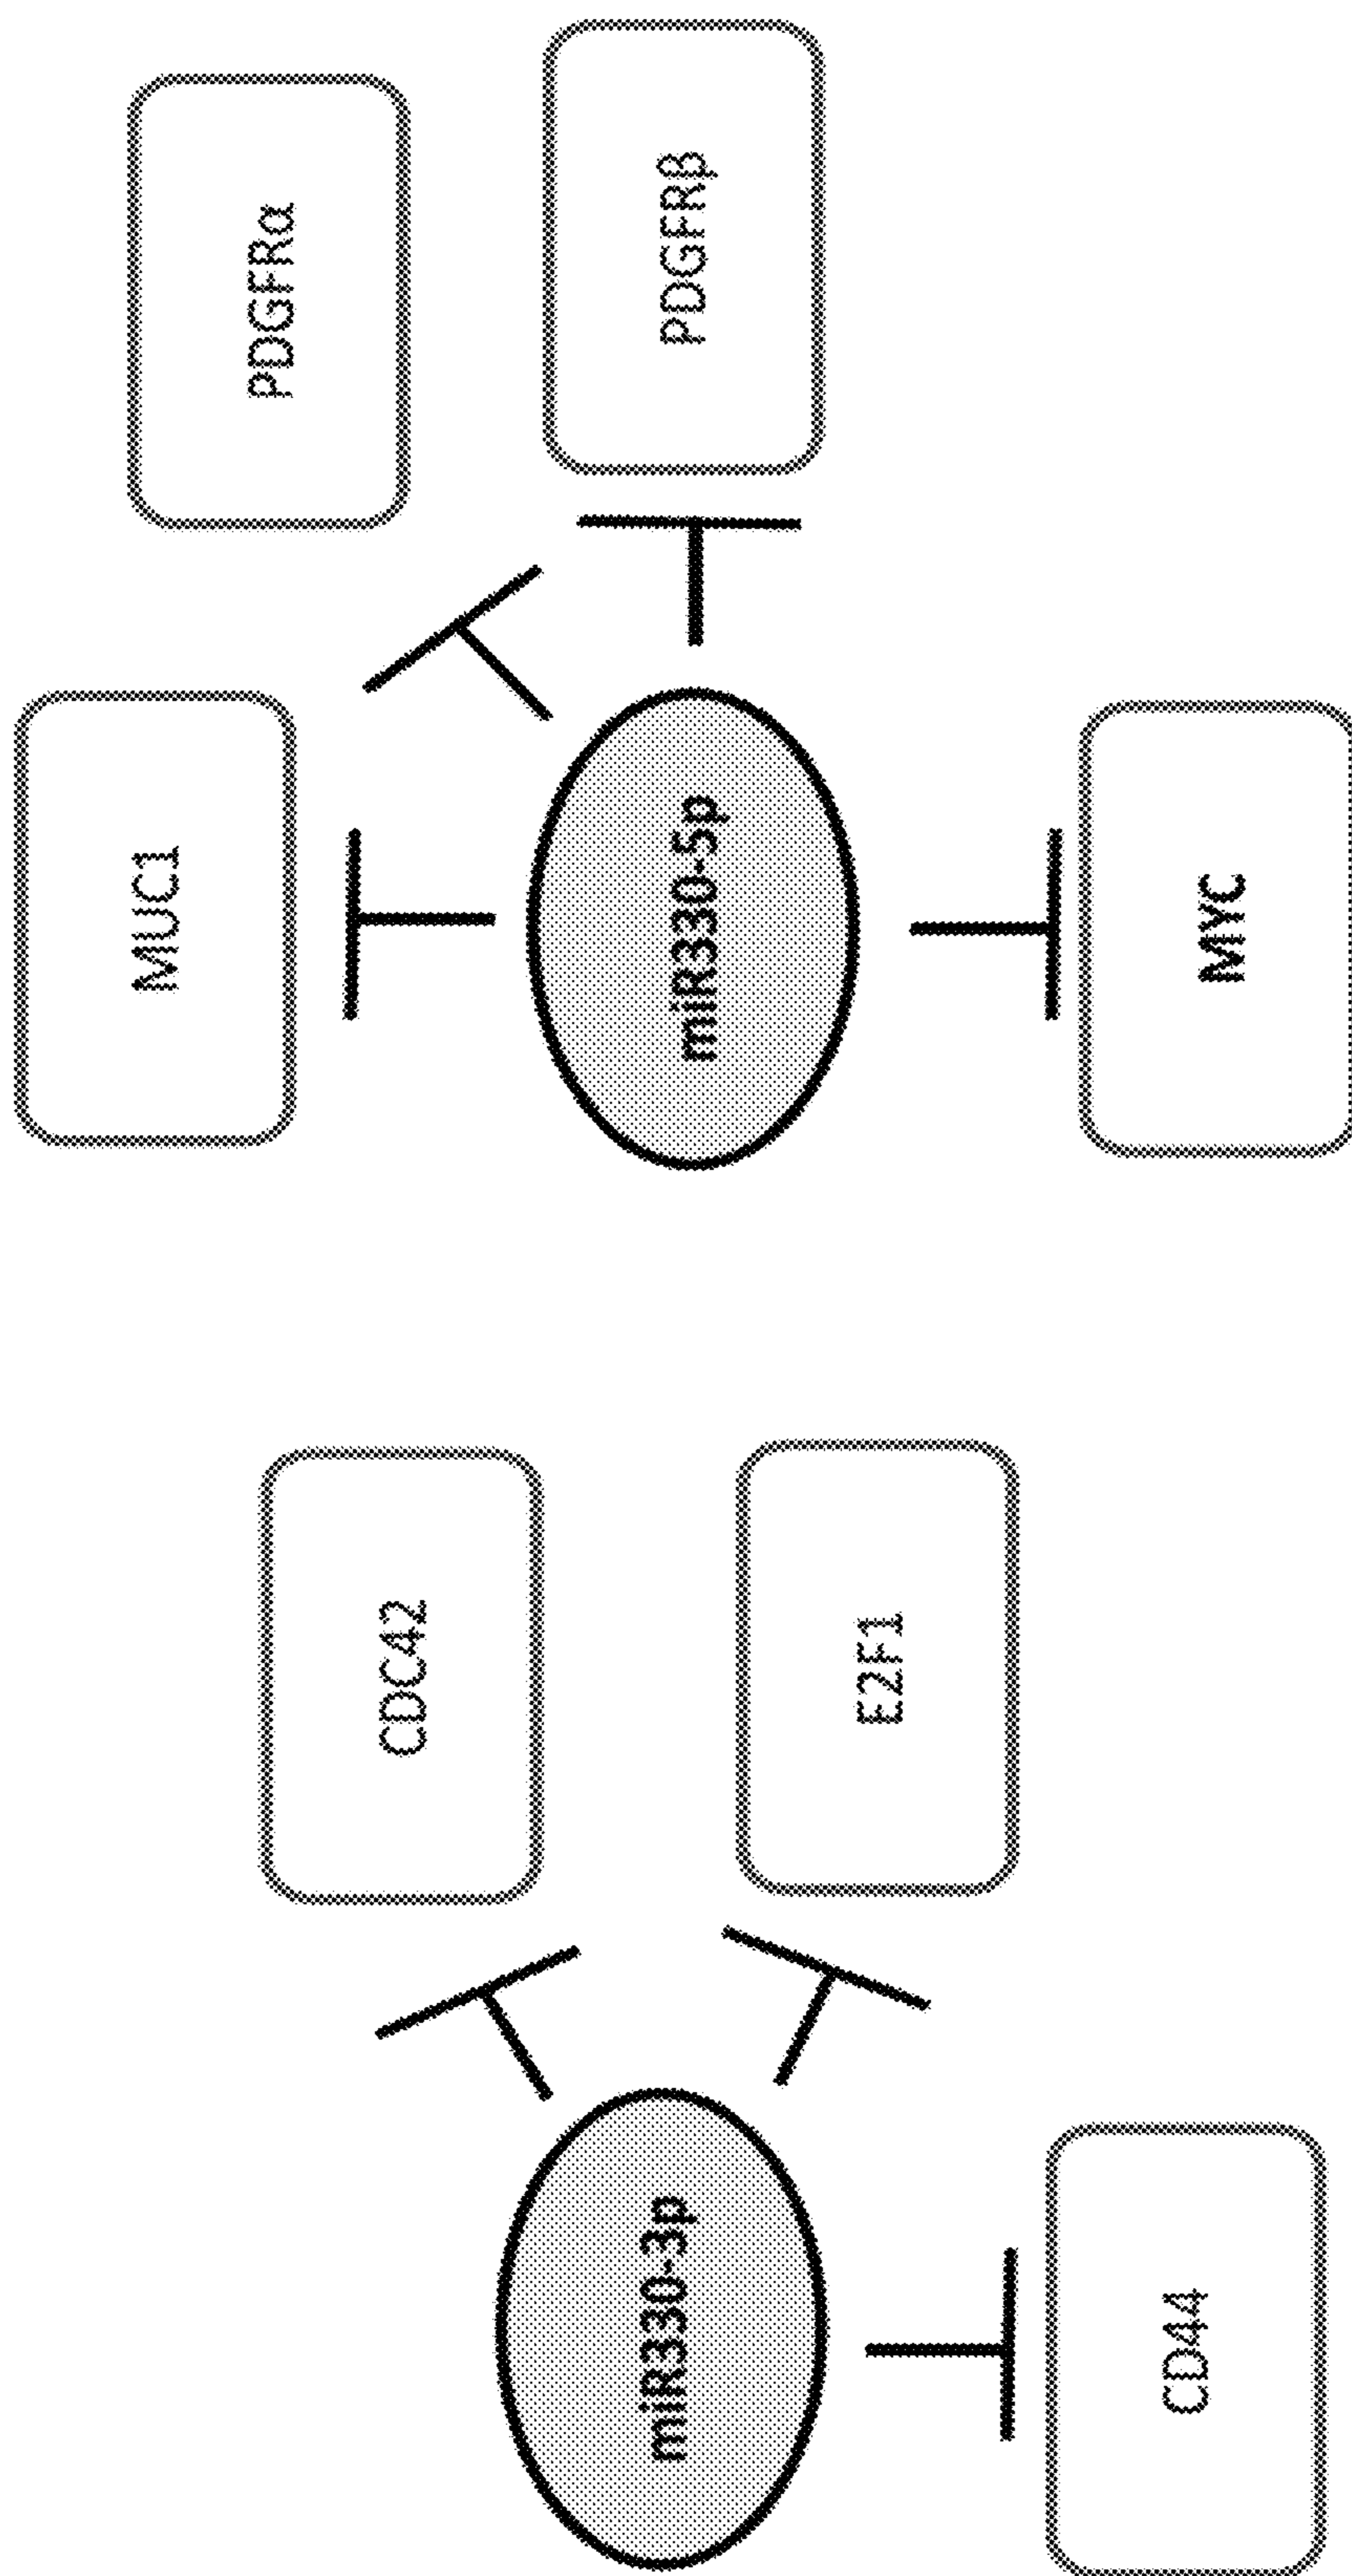 miR330-3p
CDC42
E2F1
CD44
MUC1
PDGFRα
miR330-5p
PDGFRβ
MYC